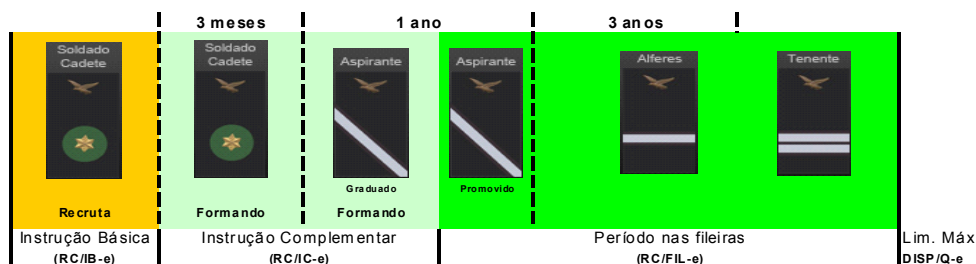 3 meses
1 ano
3 anos
Soldado
Cadete
Soldado
Cadete
Aspirante
Aspirante
Alferes
Tenente
Graduado
Promovido
Recruta
Formando
Formando
Instrução Básica
(RC/IB-e)
Instrução Complementar
(RC/IC-e)
Período nas fileiras
(RC/FIL-e)
Lim. Máx
DISP/Q-e